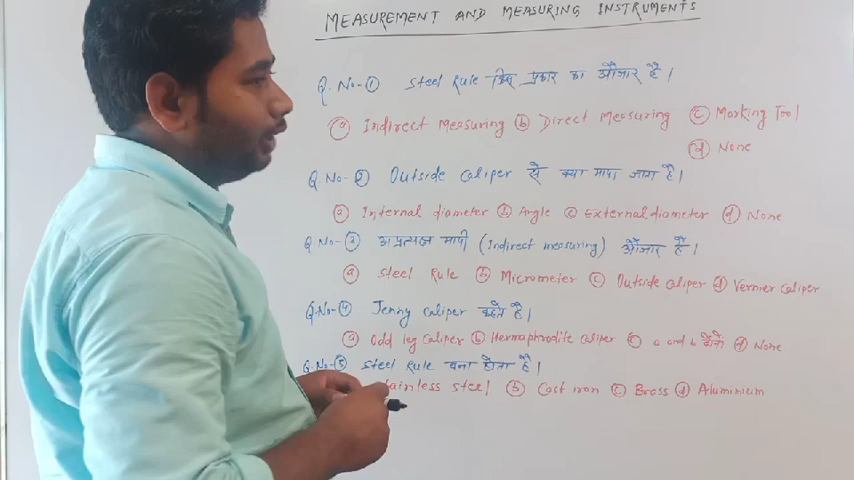 MEASUREMENT AND MEASURING INSTRUMENTS
Q. No-① Steel Rule किस प्रकार का औजार है।
ⓐ Indirect Measuring ⓑ Direct Measuring ⓒ Marking Tool
ⓓ None
Q No-② Outside Caliper से क्या मापा जाता है।
ⓐ Internal diameter ⓑ Angle ⓒ External diameter ⓓ None
Q No-③ अप्रत्यक्ष मापी (Indirect measuring) औजार है।
ⓐ Steel Rule ⓑ Micrometer ⓒ Outside caliper ⓓ Vernier Caliper
Q. No-④ Jenny caliper कहते है।
ⓐ Odd leg Caliper ⓑ Hermaphrodite caliper ⓒ a and b दोनों ⓓ None
Q. No-⑤ Steel Rule बना होता है।
tainless steel ⓑ Cast iron ⓒ Brass ⓓ Aluminium